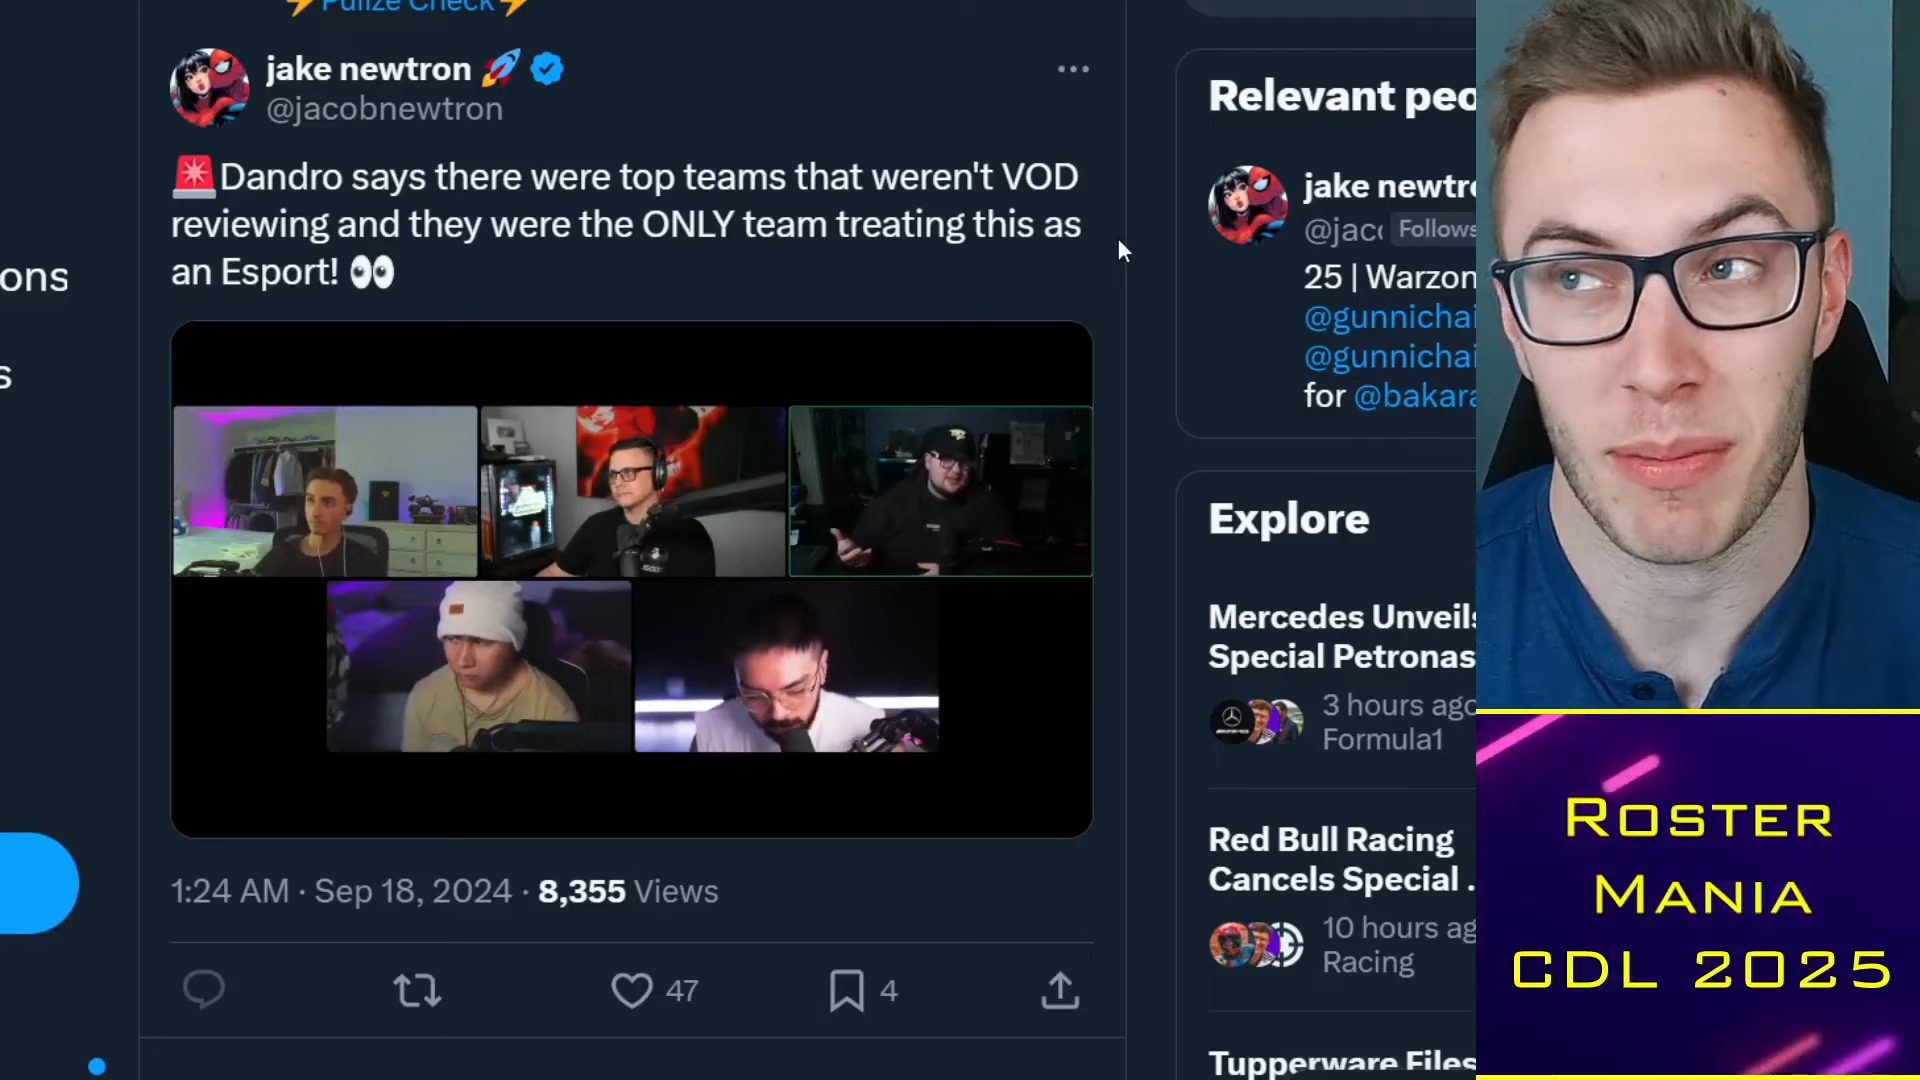 Pullze Check
jake newtron
@jacobnewtron
Dandro says there were top teams that weren't VOD
reviewing and they were the ONLY team treating this as
an Esport!
1:24 AM · Sep 18, 2024 · 8,355 Views
47
4
ons
s
Relevant peo
jake newtro
@jac
Follows
25 | Warzon
@gunnichai
@gunnichai
for @bakara
Explore
Mercedes Unveils
Special Petronas
3 hours ago
Formula1
Red Bull Racing
Cancels Special .
10 hours ag
Racing
Tupperware Files
ROSTER
MANIA
CDL 2025